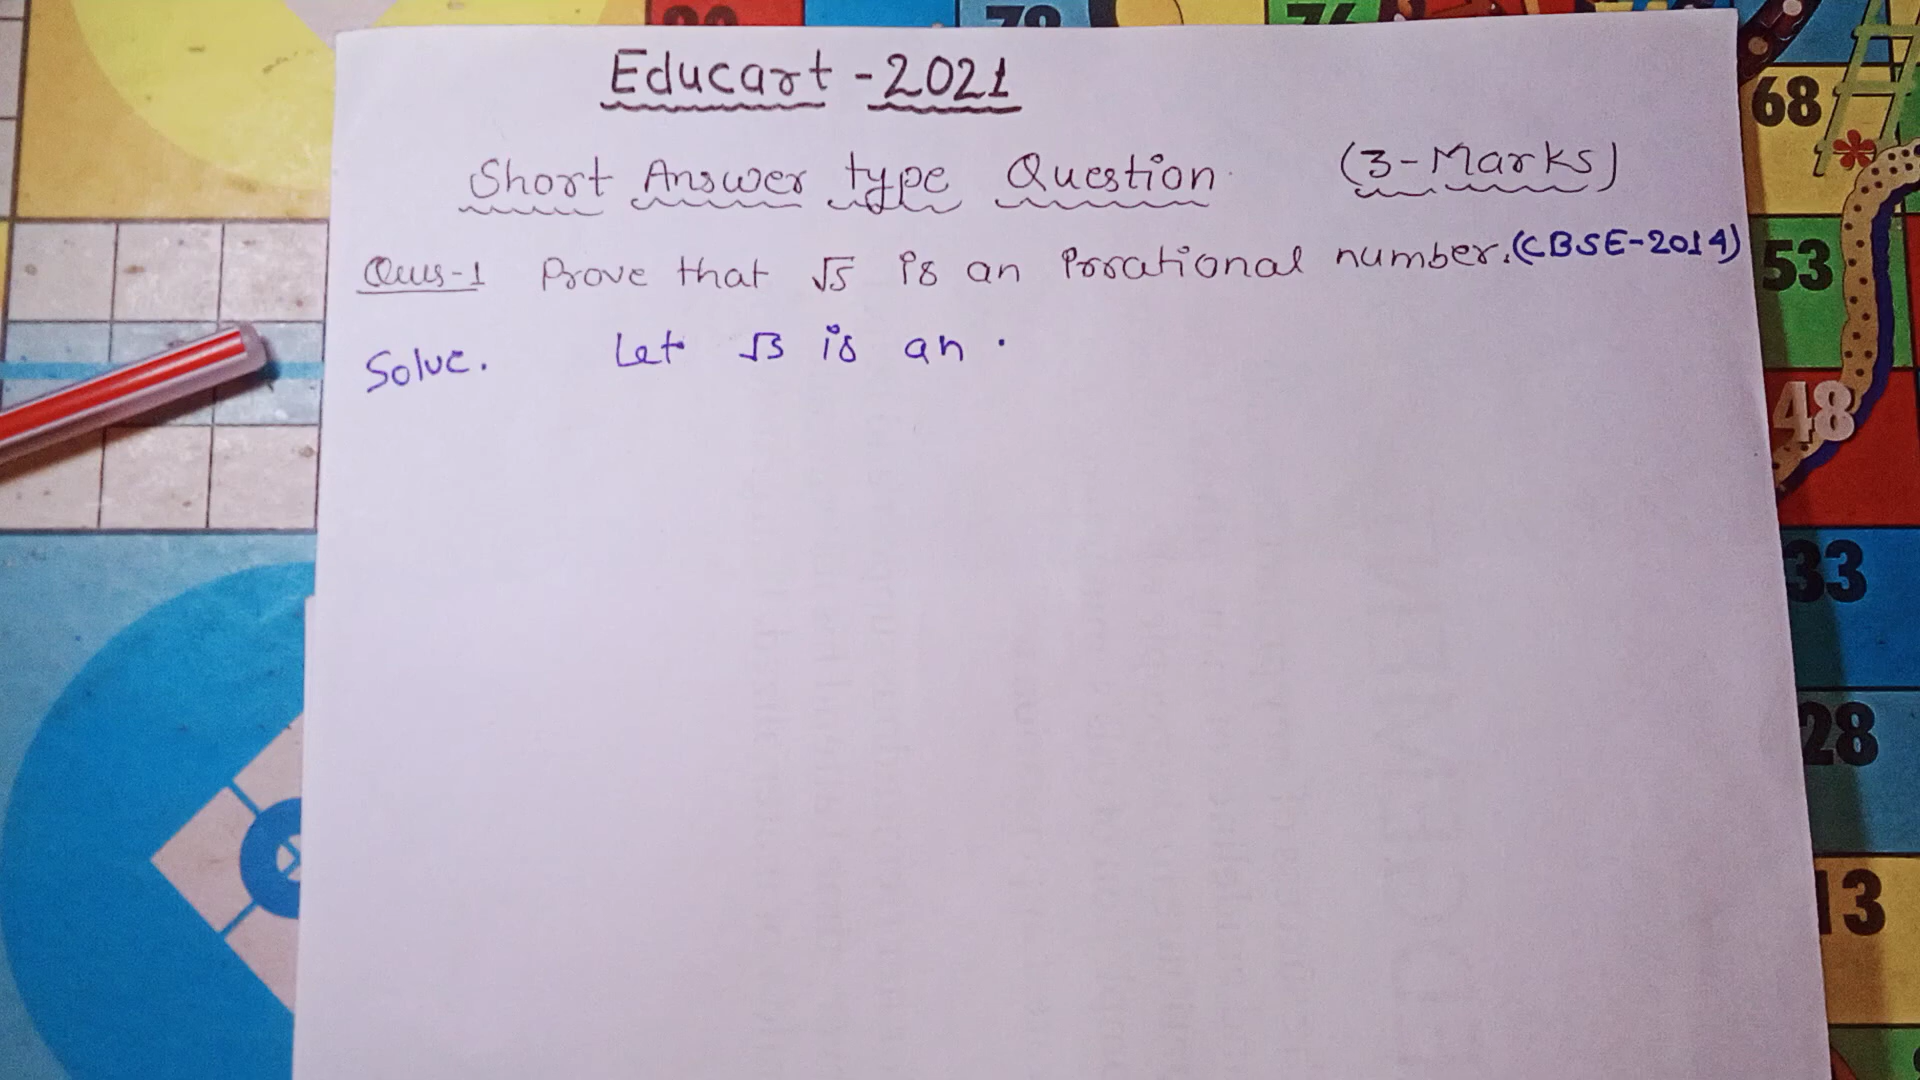 Educart - 2021
Short Answer type Question (3-Marks)
Ques-1 Prove that √5 is an irrational number. (CBSE-2014)
Solve. Let √3 is an .
68
53
48
33
28
13